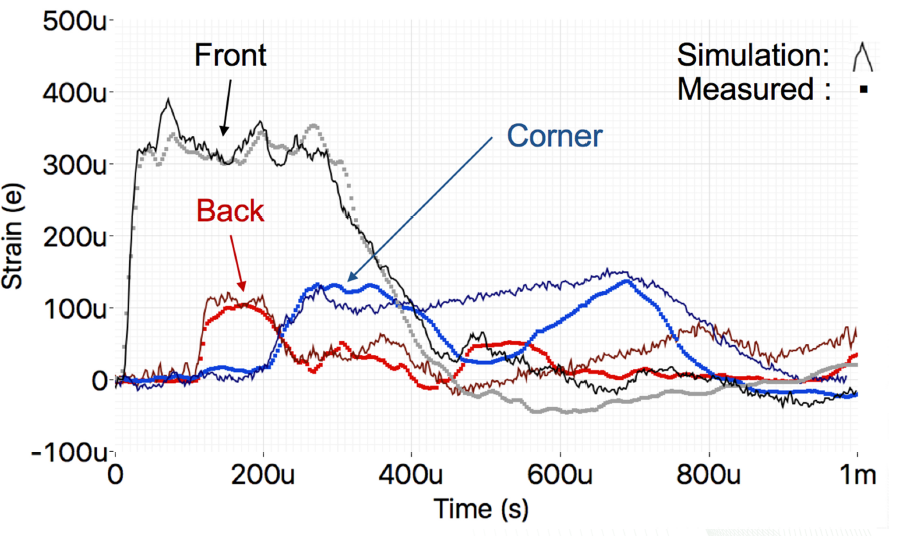 500u
Front
Simulation:
400u
Measured :
Corner
300u
Back
200u
Strain (e)
100u
0
-100u
0
200u
400u
600u
800u
1m
Time (s)